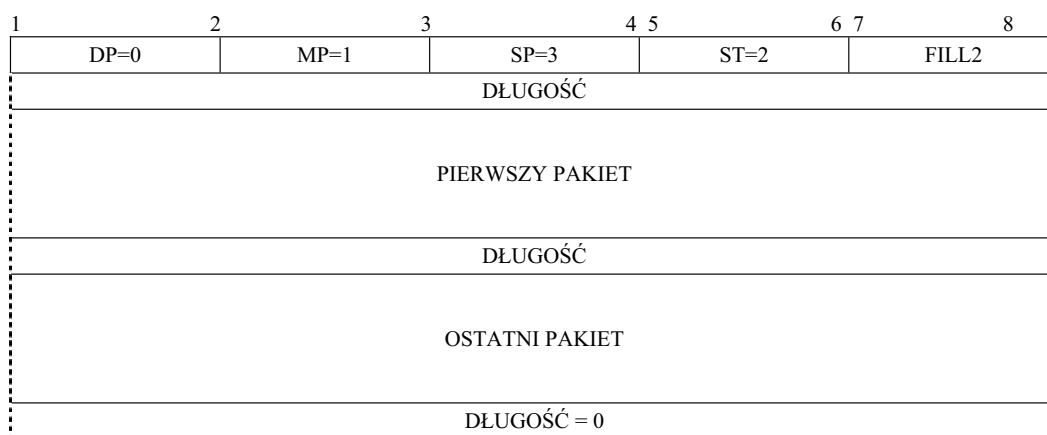 1 2 3 4 5 6 7 8
DP=0 MP=1 SP=3 ST=2 FILL2
DŁUGOŚĆ
PIERWSZY PAKIET
DŁUGOŚĆ
OSTATNI PAKIET
DŁUGOŚĆ = 0